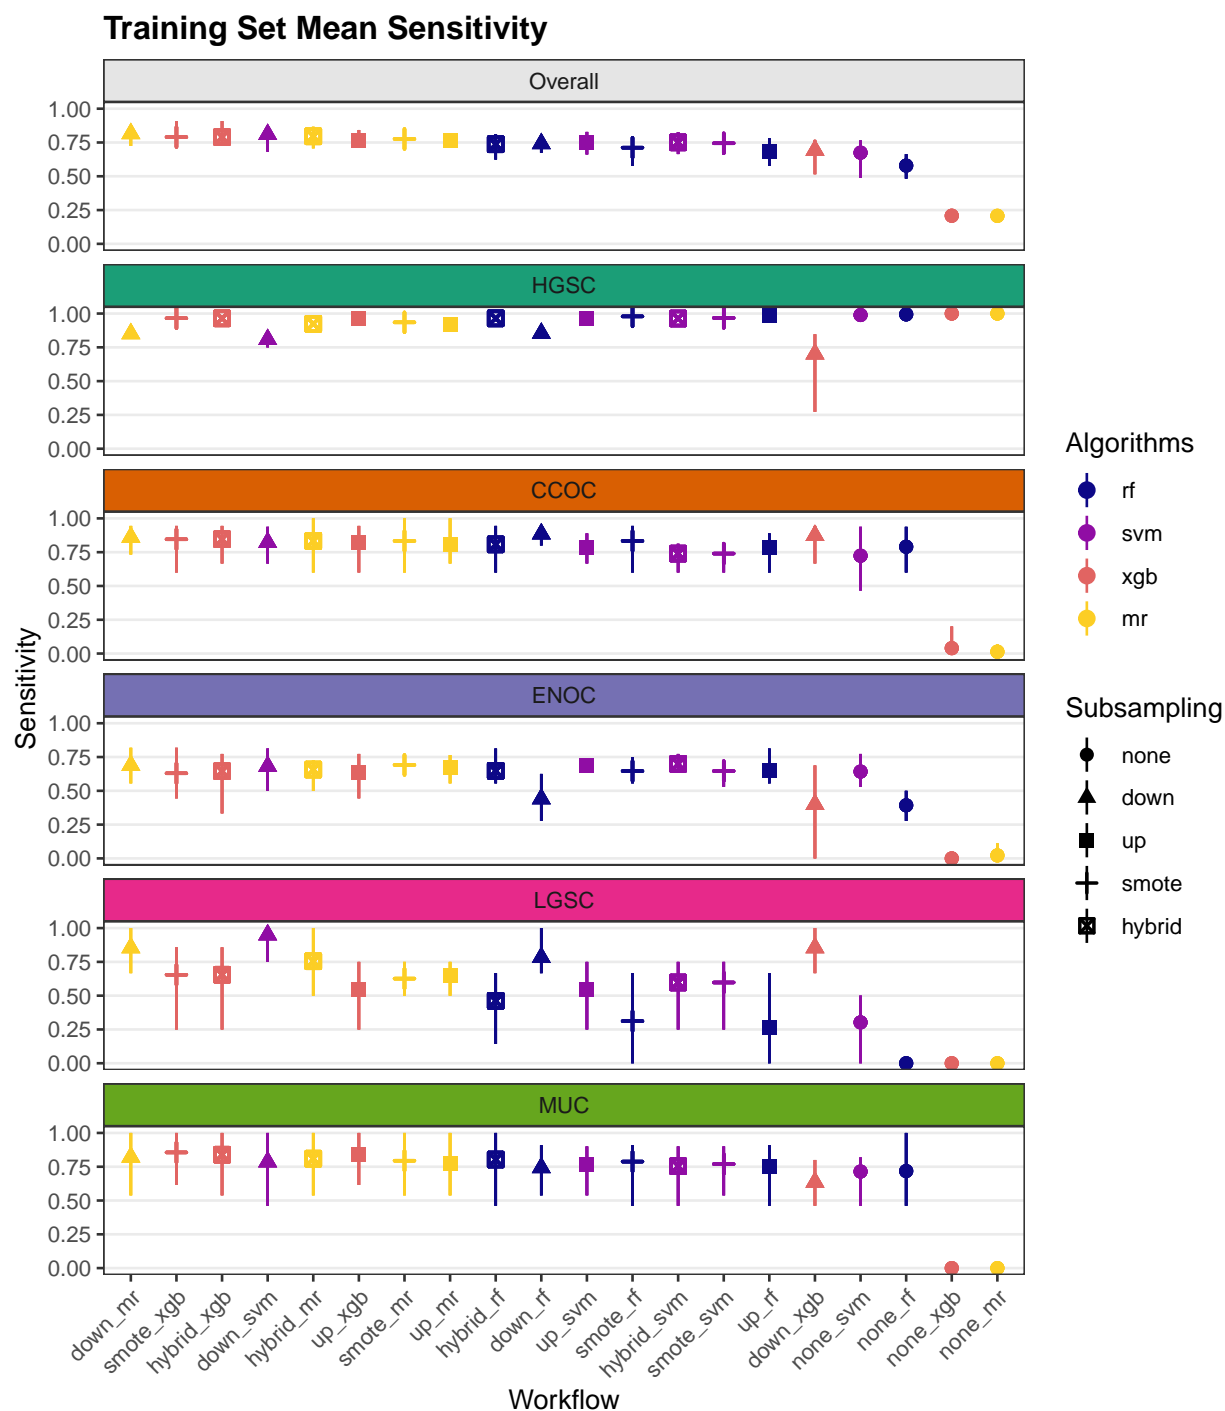 Training Set Mean Sensitivity
Overall
1.00
0.75
0.50
0.25
0.00
HGSC
1.00
0.75
0.50
0.25
0.00
CCOC
1.00
0.75
0.50
0.25
0.00
ENOC
1.00
0.75
0.50
0.25
0.00
LGSC
1.00
0.75
0.50
0.25
0.00
MUC
1.00
0.75
0.50
0.25
0.00
Sensitivity
down_mr
smote_xgb
hybrid_xgb
down_svm
hybrid_mr
up_xgb
smote_mr
up_mr
hybrid_rf
down_rf
up_svm
smote_rf
hybrid_svm
smote_svm
up_rf
down_xgb
none_svm
none_rf
none_xgb
none_mr
Workflow
Algorithms
rf
svm
xgb
mr
Subsampling
none
down
up
smote
hybrid